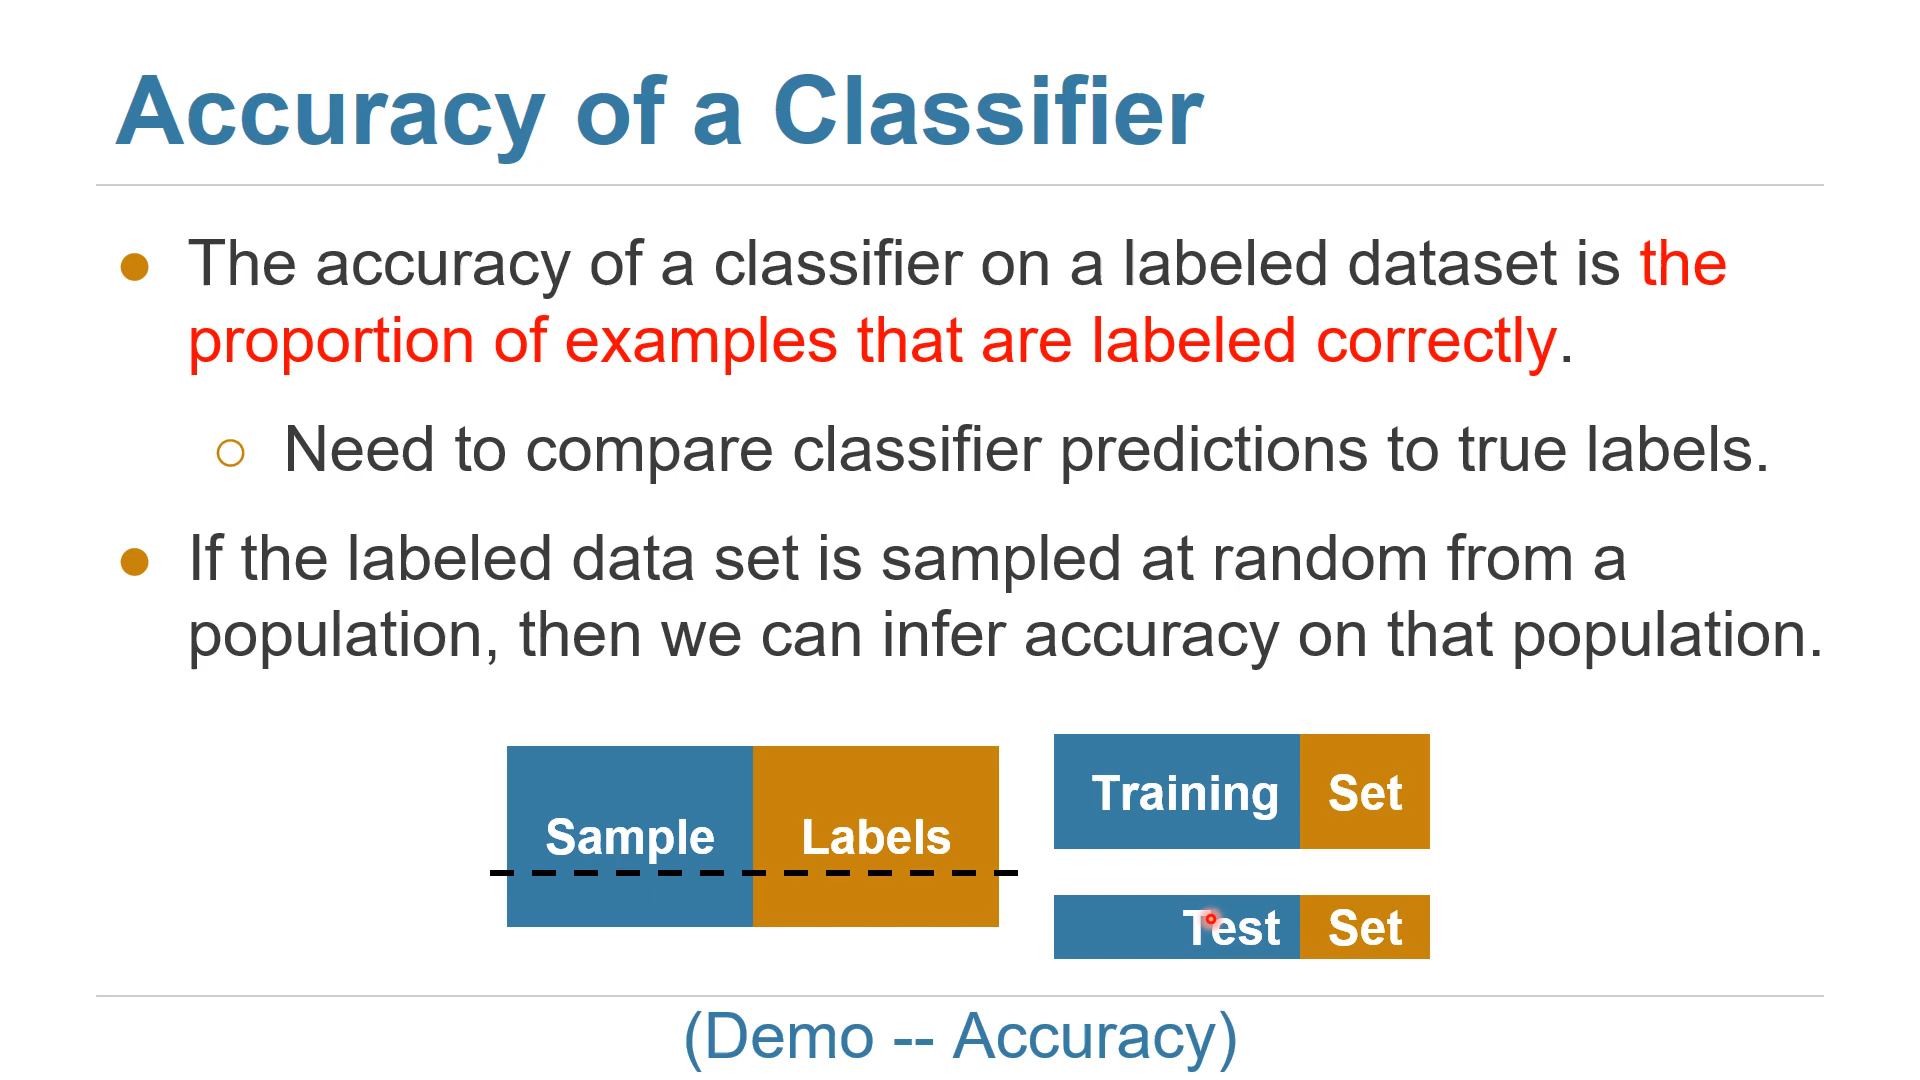 Accuracy of a Classifier
The accuracy of a classifier on a labeled dataset is the
proportion of examples that are labeled correctly.
Need to compare classifier predictions to true labels.
If the labeled data set is sampled at random from a
population, then we can infer accuracy on that population.
Sample Labels
Training Set
Test Set
(Demo -- Accuracy)